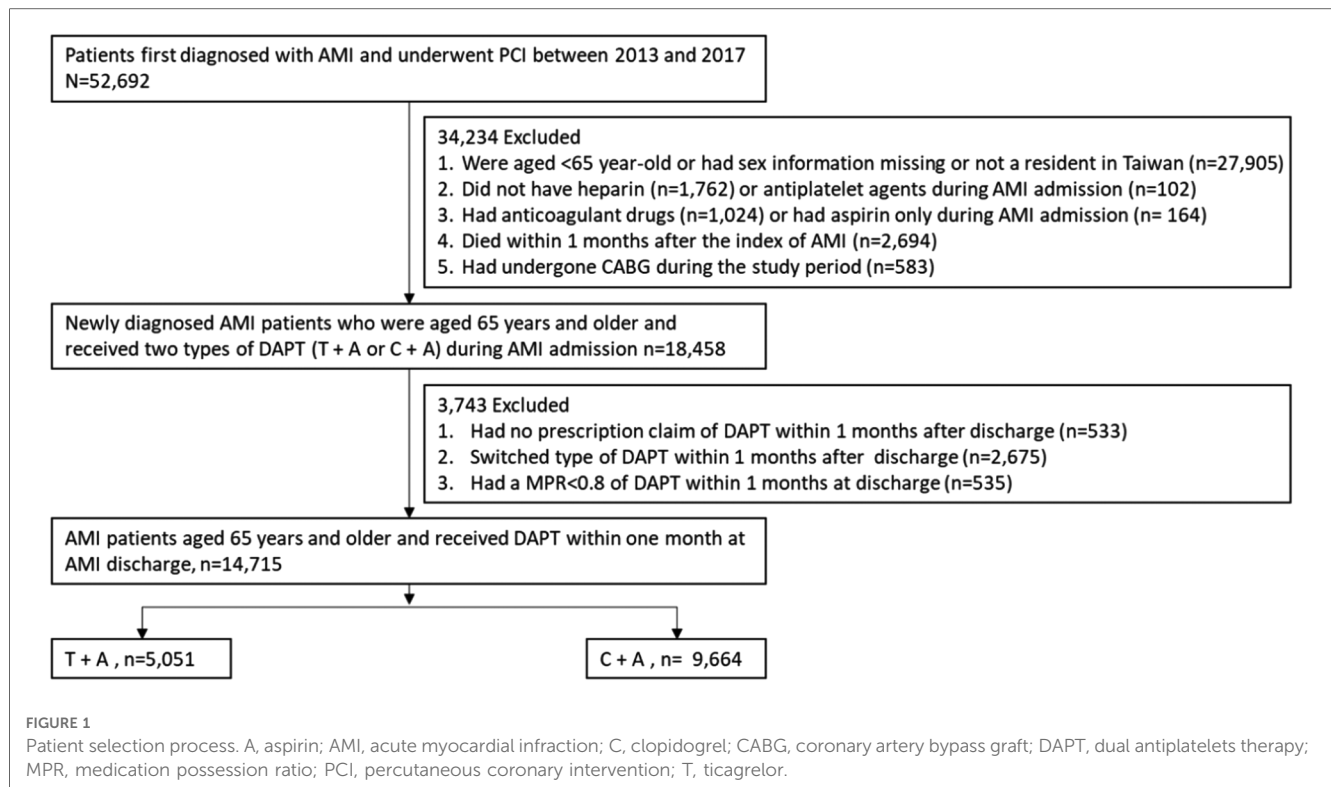 Patients first diagnosed with AMI and underwent PCI between 2013 and 2017
N=52,692
34,234 Excluded
1. Were aged <65 year-old or had sex information missing or not a resident in Taiwan (n=27,905)
2. Did not have heparin (n=1,762) or antiplatelet agents during AMI admission (n=102)
3. Had anticoagulant drugs (n=1,024) or had aspirin only during AMI admission (n= 164)
4. Died within 1 months after the index of AMI (n=2,694)
5. Had undergone CABG during the study period (n=583)
Newly diagnosed AMI patients who were aged 65 years and older and
received two types of DAPT (T + A or C + A) during AMI admission n=18,458
3,743 Excluded
1. Had no prescription claim of DAPT within 1 months after discharge (n=533)
2. Switched type of DAPT within 1 months after discharge (n=2,675)
3. Had a MPR<0.8 of DAPT within 1 months at discharge (n=535)
AMI patients aged 65 years and older and received DAPT within one month at
AMI discharge, n=14,715
T + A , n=5,051
C + A , n= 9,664
FIGURE 1
Patient selection process. A, aspirin; AMI, acute myocardial infraction; C, clopidogrel; CABG, coronary artery bypass graft; DAPT, dual antiplatelets therapy;
MPR, medication possession ratio; PCI, percutaneous coronary intervention; T, ticagrelor.